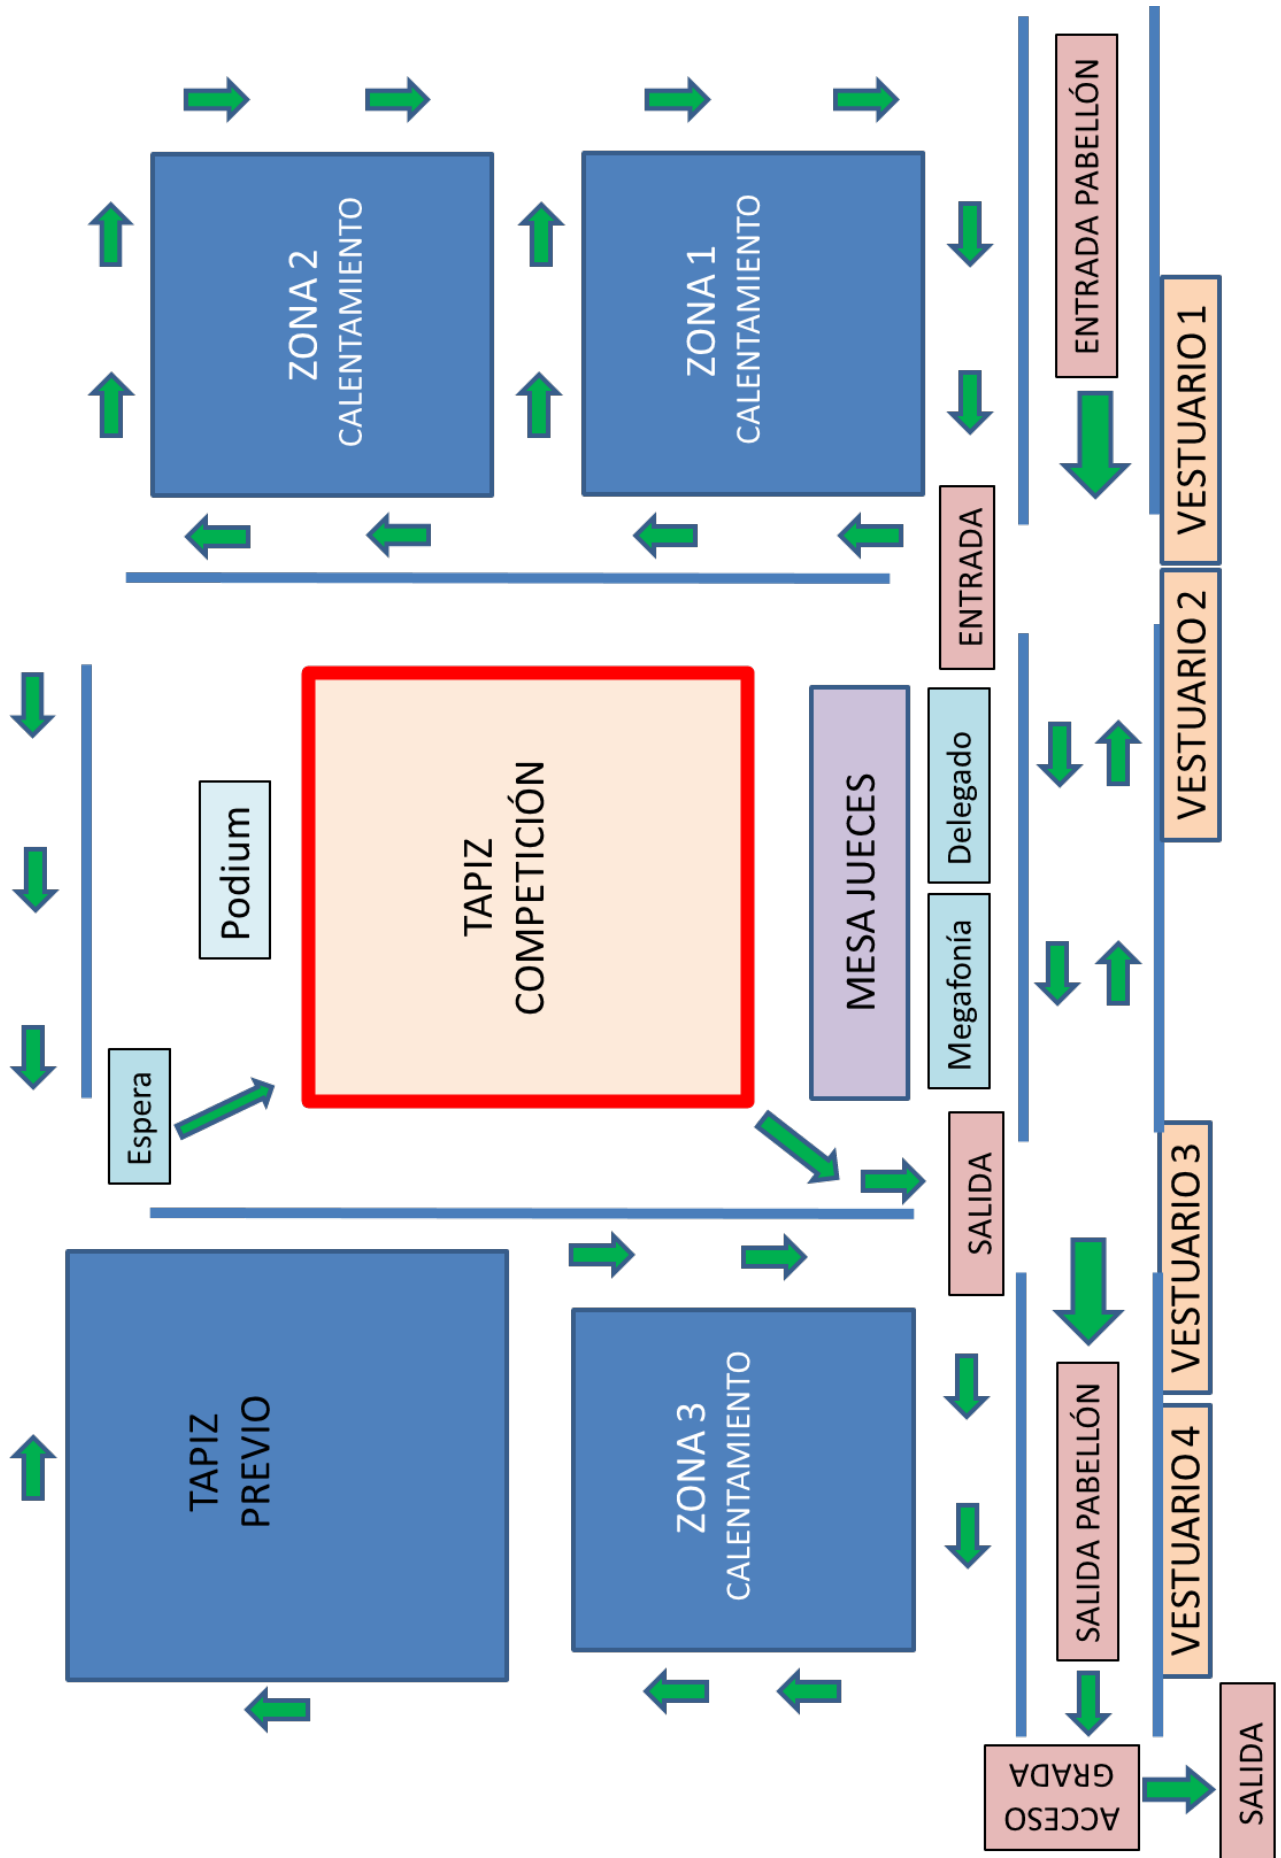 TAPIZ
PREVIO
Espera
Podium
ZONA 2
CALENTAMIENTO
TAPIZ
COMPETICIÓN
ZONA 3
CALENTAMIENTO
ZONA 1
CALENTAMIENTO
MESA JUECES
SALIDA
Megafonía
Delegado
ENTRADA
ACCESO
GRADA
SALIDA PABELLÓN
ENTRADA PABELLÓN
SALIDA
VESTUARIO 4
VESTUARIO 3
VESTUARIO 2
VESTUARIO 1